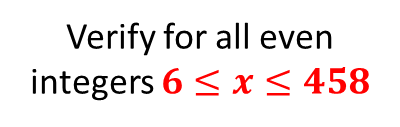 Verify for all even
integers 6 ≤ x ≤ 458